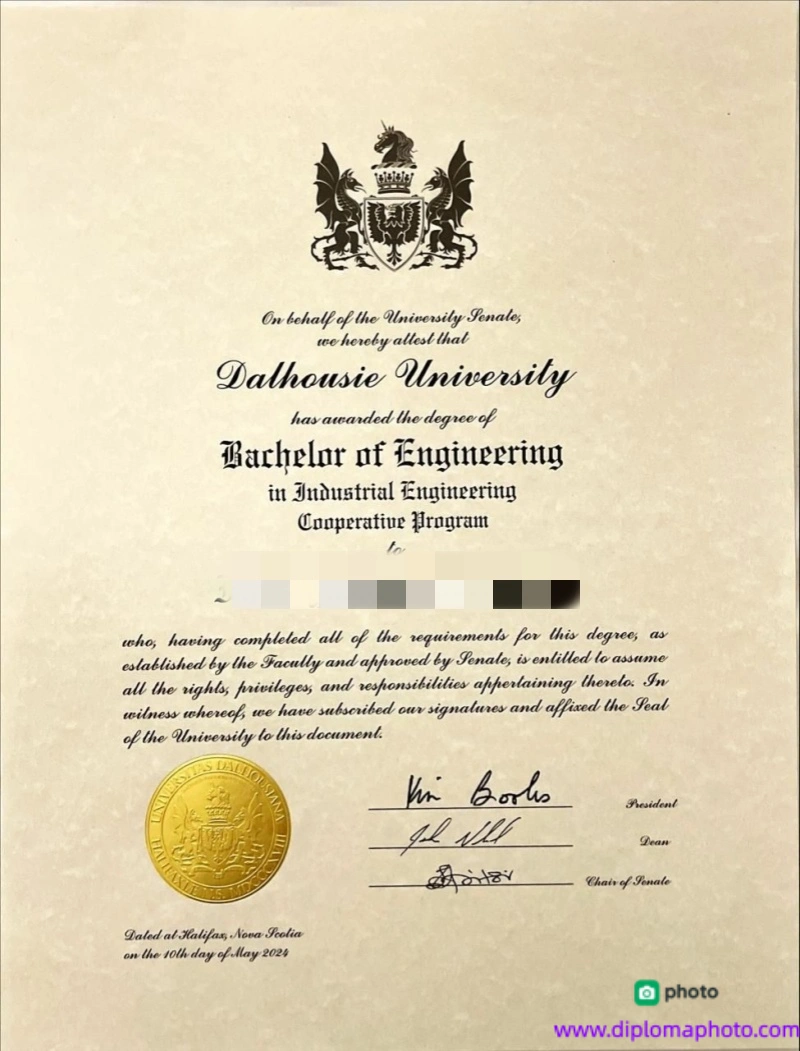 On behalf of the University Senate,
we hereby attest that
Dalhousie University
has awarded the degree of
Bachelor of Engineering
in Industrial Engineering
Cooperative Program
to
who, having completed all of the requirements for this degree, as
established by the Faculty and approved by Senate, is entitled to assume
all the rights, privileges, and responsibilities appertaining thereto. In
witness whereof, we have subscribed our signatures and affixed the Seal
of the University to this document.
UNIVERSITAS DALHOUSIANA
Kim Brooks
President
Dean
Chair of Senate
Dated at Halifax, Nova Scotia
on the 10th day of May 2024
photo
www.diplomaphoto.com